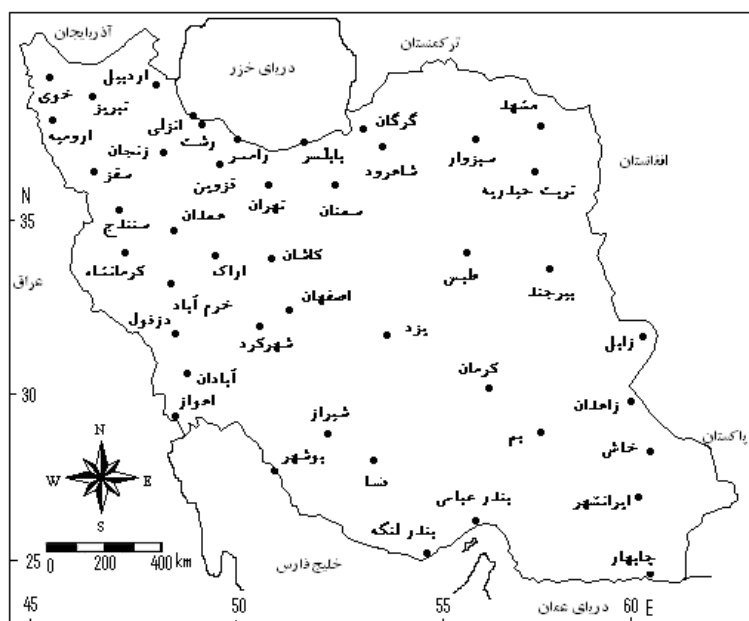 آذربایجان
ترکمنستان
دریای خزر
اردبیل
خوی
تبریز
مشهد
انزلی
گرگان
ارومیه
رشت
رامسر
بابلسر
سبزوار
زنجان
شاهرود
افغانستان
سقز
قزوین
تربت حیدریه
N
تهران
سمنان
35
سنندج
همدان
کرمانشاه
اراک
کاشان
طبس
عراق
بیرجند
خرم آباد
اصفهان
دزفول
شهرکرد
یزد
زابل
آبادان
کرمان
30
اهواز
زاهدان
شیراز
بم
پاکستان
N
خاش
W E
بوشهر
فسا
S
بندر عباس
ایرانشهر
بندر لنگه
0 200 400 km
خلیج فارس
چابهار
25
دریای عمان
45 50 55 60 E